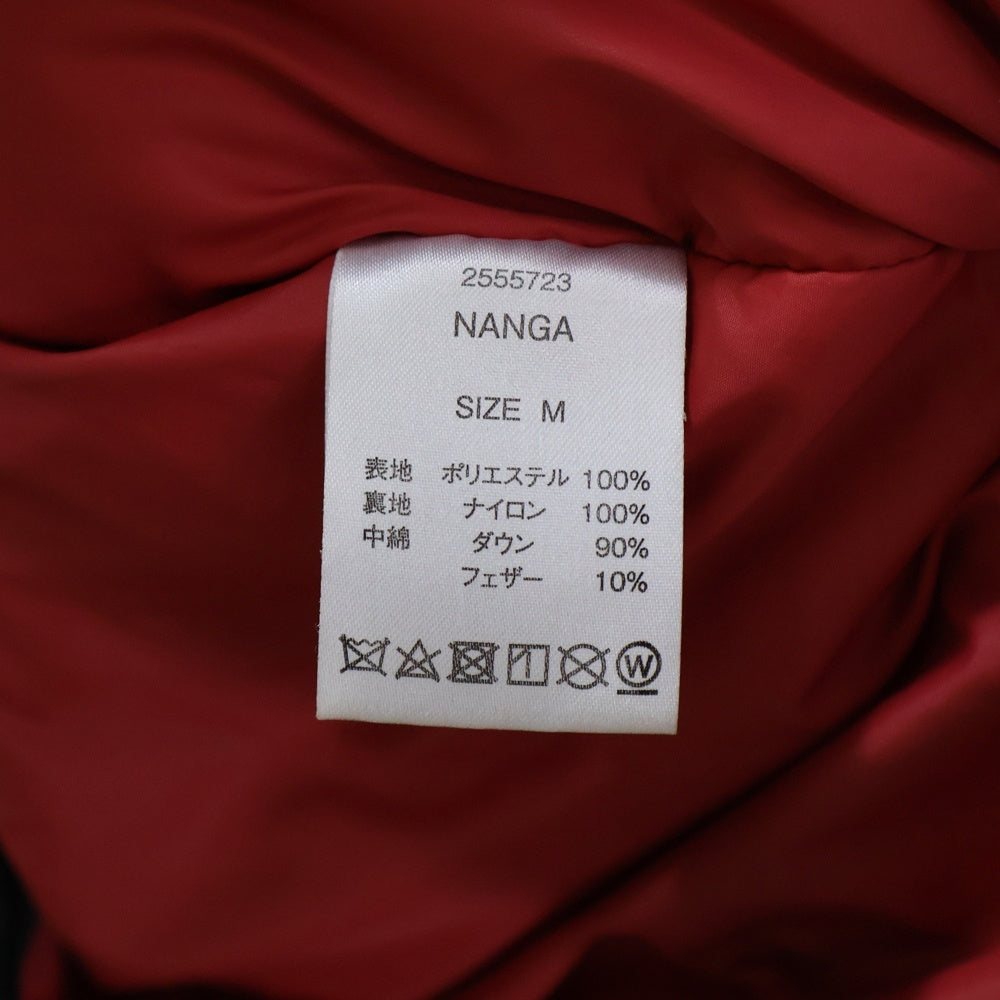 2555723
NANGA
SIZE M
表地 ポリエステル 100%
裏地 ナイロン 100%
中綿 ダウン 90%
フェザー 10%
W